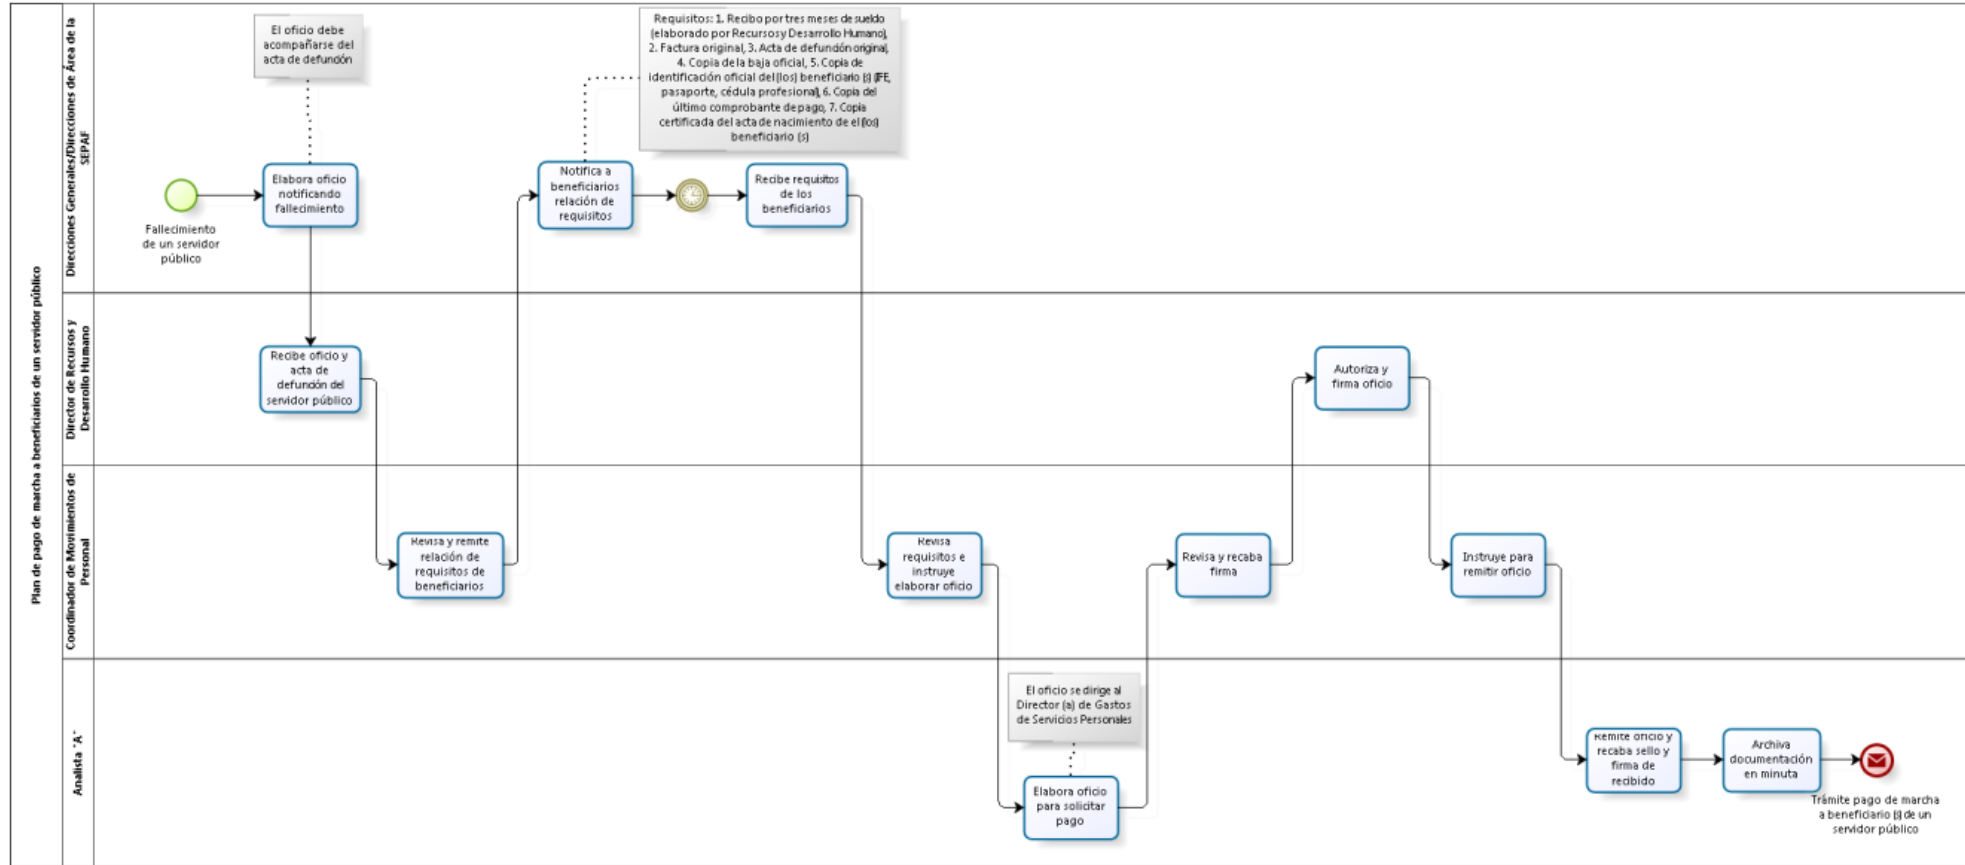 Plan de pago de marcha a beneficiarios de un servidor público
Direcciones Generales/Direcciones de Área de la
SEPAF
El oficio debe
acompañarse del
acta de defunción
Requisitos: 1. Recibo por tres meses de sueldo
(elaborado por Recursos y Desarrollo Humano),
2. Factura original, 3. Acta de defunción original,
4. Copia de la baja oficial, 5. Copia de
identificación oficial del (los) beneficiario (s) (IFE,
pasaporte, cédula profesional), 6. Copia del
último comprobante de pago, 7. Copia
certificada del acta de nacimiento de el (los)
beneficiario (s)
Fallecimiento
de un servidor
público
Elabora oficio
notificando
fallecimiento
Notifica a
beneficiarios
relación de
requisitos
Recibe requisitos
de los
beneficiarios
Director de Recursos y
Desarrollo Humano
Recibe oficio y
acta de
defunción del
servidor público
Autoriza y
firma oficio
Coordinador de Movimientos de
Personal
Revisa y remite
relación de
requisitos de
beneficiarios
Revisa
requisitos e
instruye
elaborar oficio
Revisa y recaba
firma
Instruye para
remitir oficio
Analista "A"
El oficio se dirige al
Director (a) de Gastos
de Servicios Personales
Elabora oficio
para solicitar
pago
Remite oficio y
recaba sello y
firma de
recibido
Archiva
documentación
en minuta
Trámite pago de marcha
a beneficiario (s) de un
servidor público